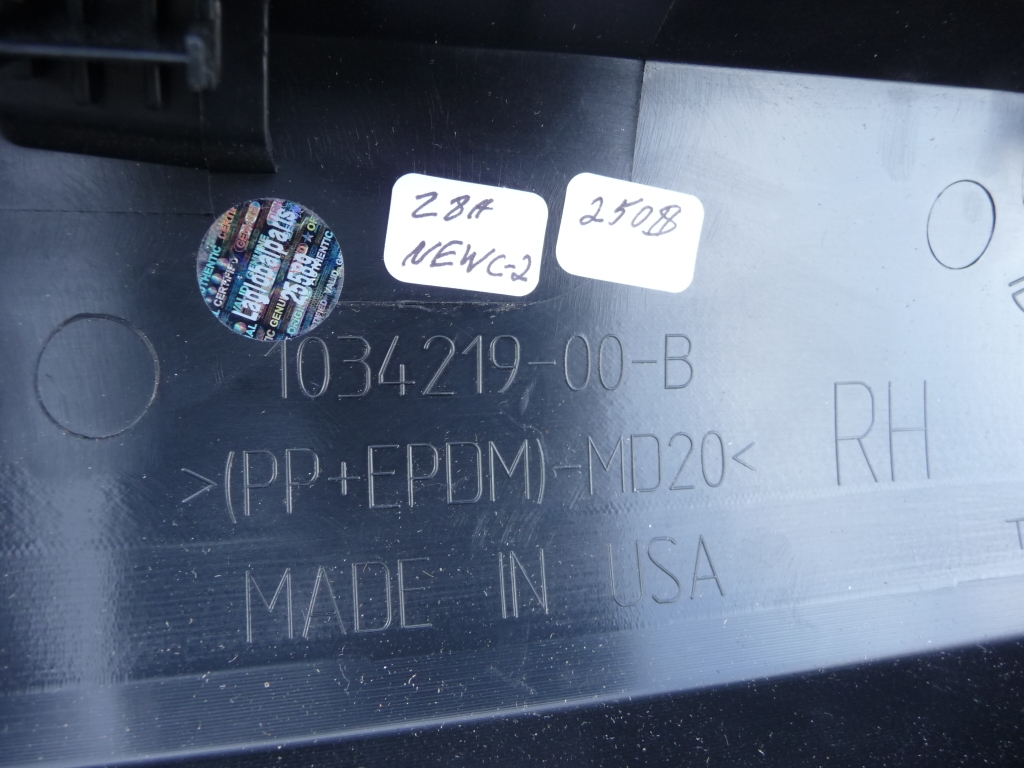 28A
NEWC-2
2508
1034219-00-B
>(PP+EPDM)-MD20<
RH
MADE IN USA